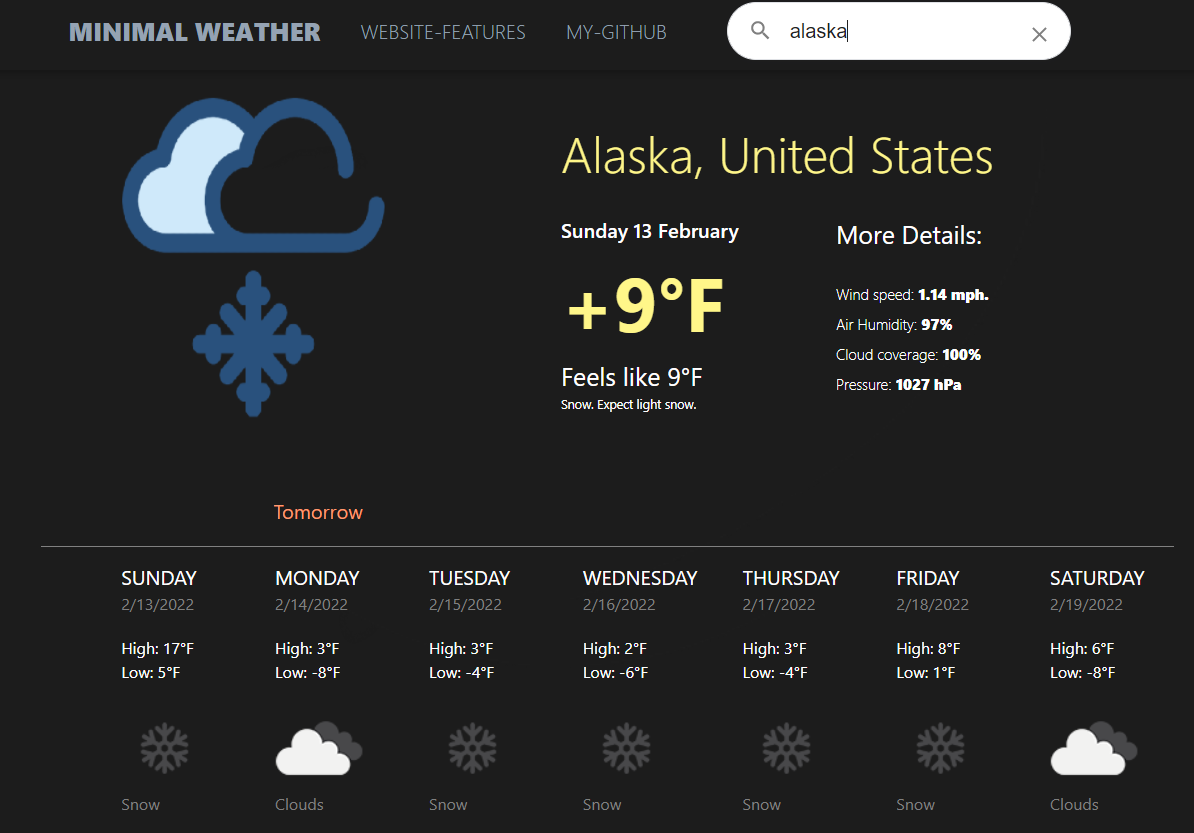 MINIMAL WEATHER WEBSITE-FEATURES MY-GITHUB alaska
Alaska, United States
Sunday 13 February
+9°F
Feels like 9°F
Snow. Expect light snow.
More Details:
Wind speed: 1.14 mph.
Air Humidity: 97%
Cloud coverage: 100%
Pressure: 1027 hPa
Tomorrow
SUNDAY MONDAY TUESDAY WEDNESDAY THURSDAY FRIDAY SATURDAY
2/13/2022 2/14/2022 2/15/2022 2/16/2022 2/17/2022 2/18/2022 2/19/2022
High: 17°F High: 3°F High: 3°F High: 2°F High: 3°F High: 8°F High: 6°F
Low: 5°F Low: -8°F Low: -4°F Low: -6°F Low: -4°F Low: 1°F Low: -8°F
Snow Clouds Snow Snow Snow Snow Clouds